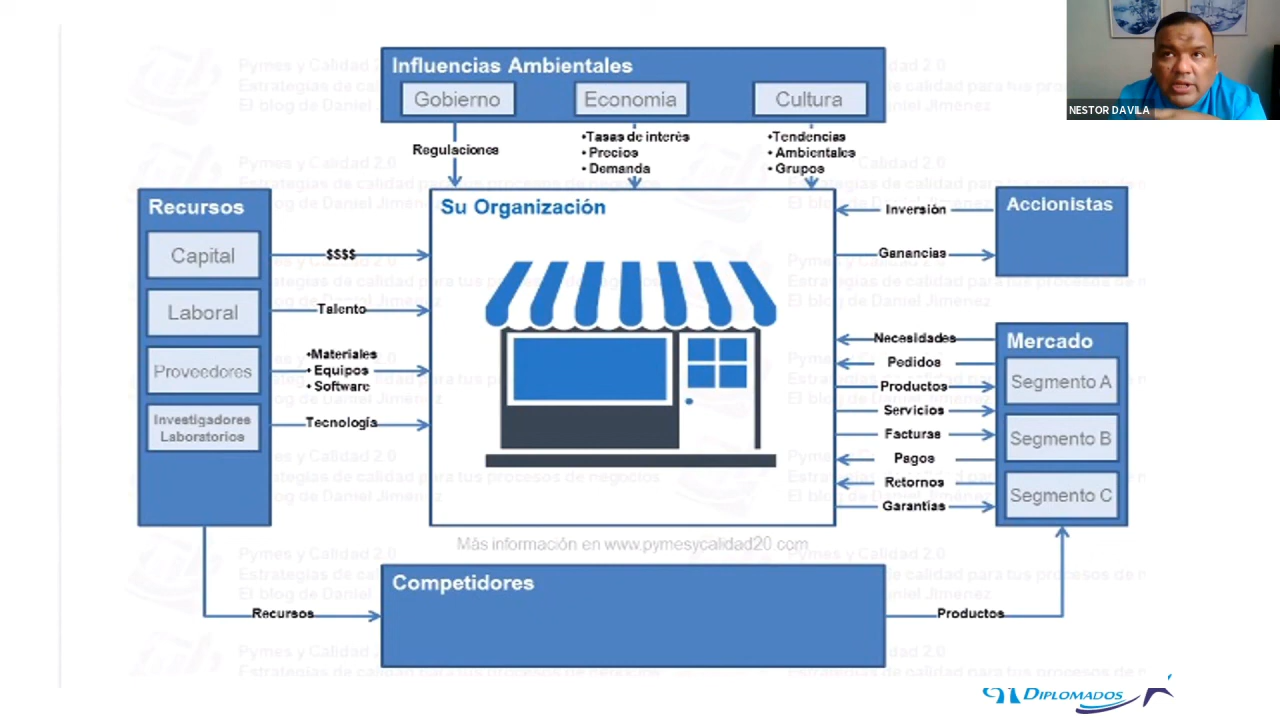 Influencias Ambientales
Gobierno
Economía
Cultura
NESTOR DAVILA
Regulaciones
•Tasas de interés
• Precios
• Demanda
•Tendencias
• Ambientales
• Grupos
Recursos
Capital
Laboral
Proveedores
Investigadores
Laboratorios
$$$$
Talento
•Materiales
• Equipos
• Software
Tecnología
Su Organización
Inversión
Ganancias
Accionistas
Necesidades
Pedidos
Productos
Servicios
Facturas
Pagos
Retornos
Garantías
Mercado
Segmento A
Segmento B
Segmento C
Más información en www.pymesycalidad20.com
Competidores
Recursos
Productos
Pymes y Calidad 2.0
Estrategias de calidad para tus procesos de negocios
El blog de Daniel Jiménez
DIPLOMADOS